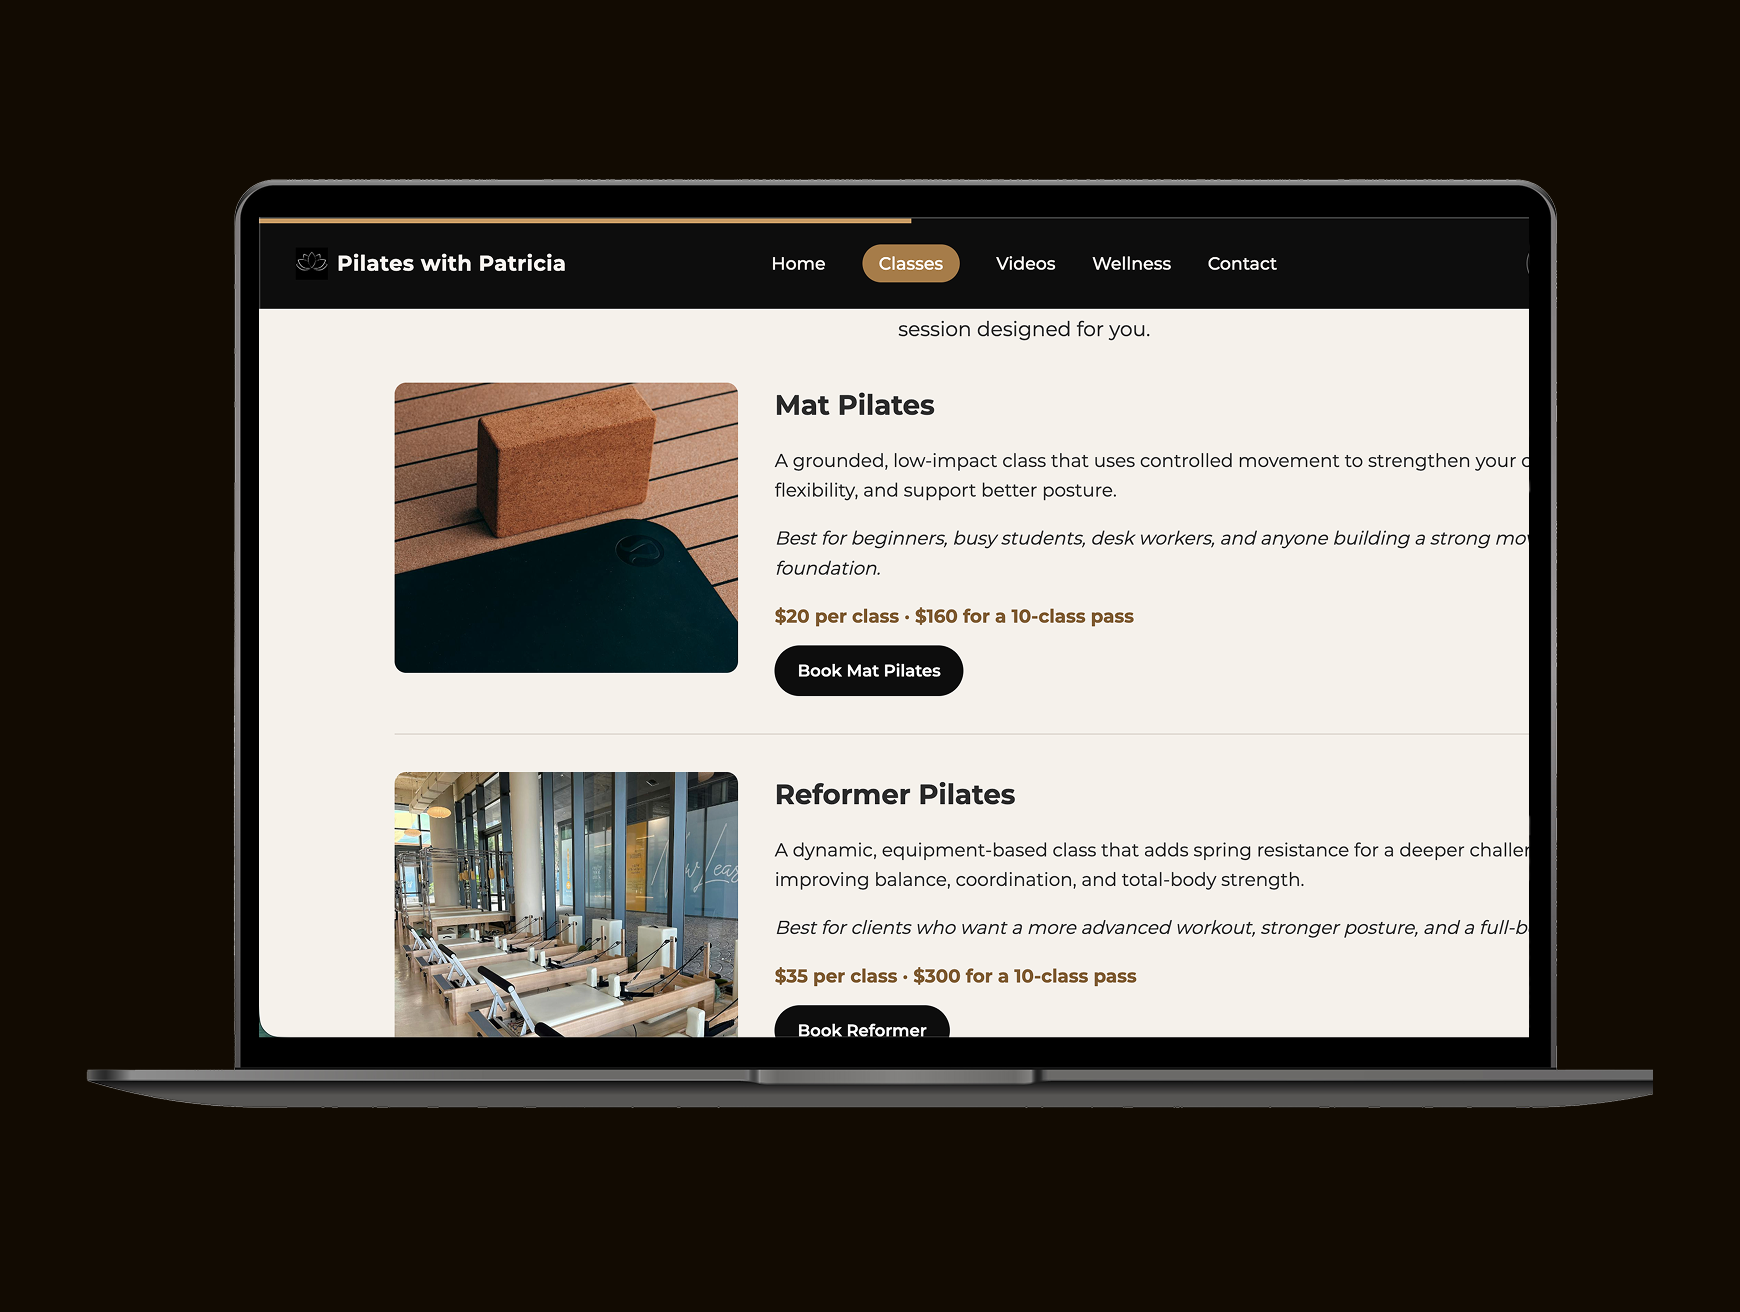 Pilates with Patricia
Home Classes Videos Wellness Contact
session designed for you.
Mat Pilates
A grounded, low-impact class that uses controlled movement to strengthen your
flexibility, and support better posture.
Best for beginners, busy students, desk workers, and anyone building a strong
foundation.
$20 per class · $160 for a 10-class pass
Book Mat Pilates
Reformer Pilates
A dynamic, equipment-based class that adds spring resistance for a deeper
improving balance, coordination, and total-body strength.
Best for clients who want a more advanced workout, stronger posture, and a
$35 per class · $300 for a 10-class pass
Book Reformer